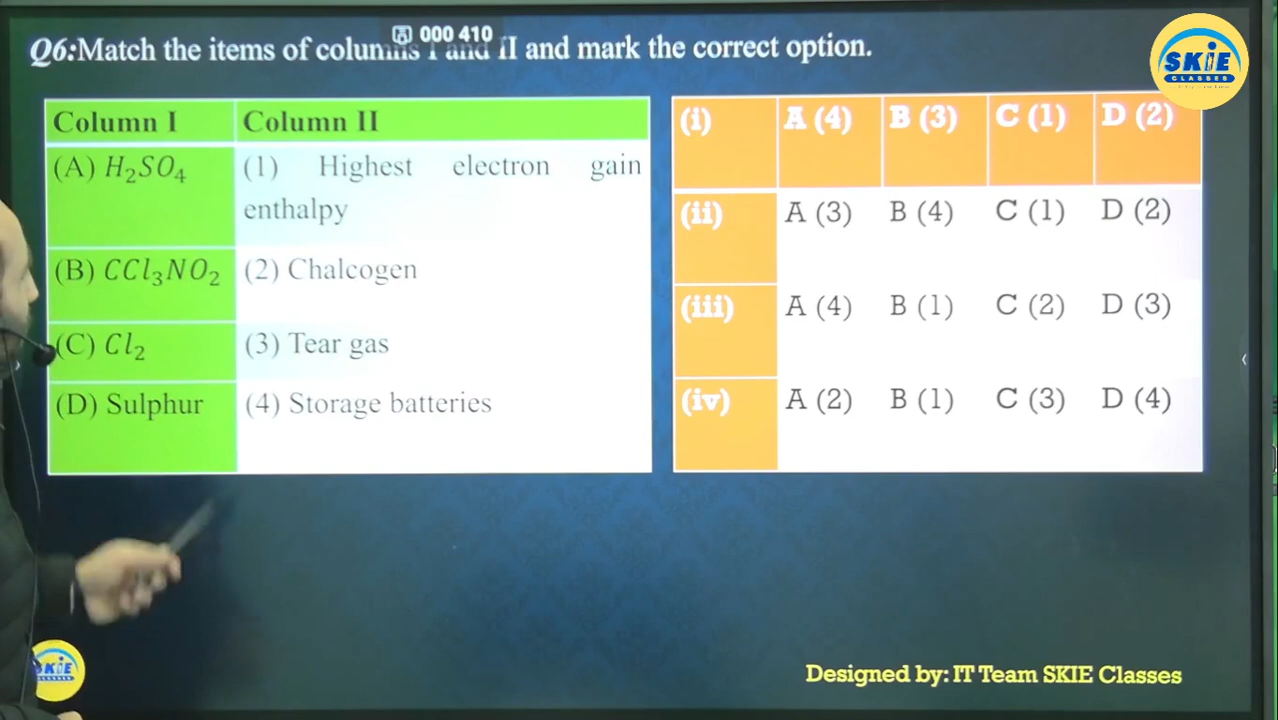 000 410
Q6:Match the items of columns I and II and mark the correct option.
SKiE
CLASSES
Column I Column II
(A) H₂SO₄ (1) Highest electron gain
enthalpy
(B) CCl₃NO₂ (2) Chalcogen
(C) Cl₂ (3) Tear gas
(D) Sulphur (4) Storage batteries
(i) A (4) B (3) C (1) D (2)
(ii) A (3) B (4) C (1) D (2)
(iii) A (4) B (1) C (2) D (3)
(iv) A (2) B (1) C (3) D (4)
SKiE
CLASSES
Designed by: IT Team SKIE Classes